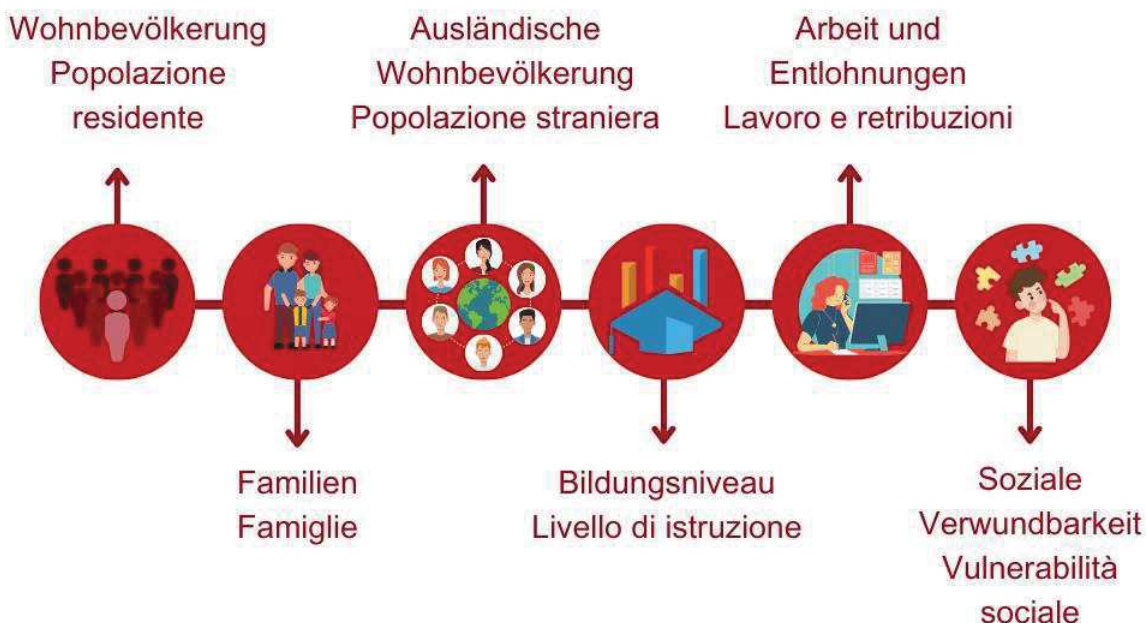 Wohnbevölkerung
Popolazione
residente
Ausländische
Wohnbevölkerung
Popolazione straniera
Arbeit und
Entlohnungen
Lavoro e retribuzioni
Familien
Famiglie
Bildungsniveau
Livello di istruzione
Soziale
Verwundbarkeit
Vulnerabilità
sociale